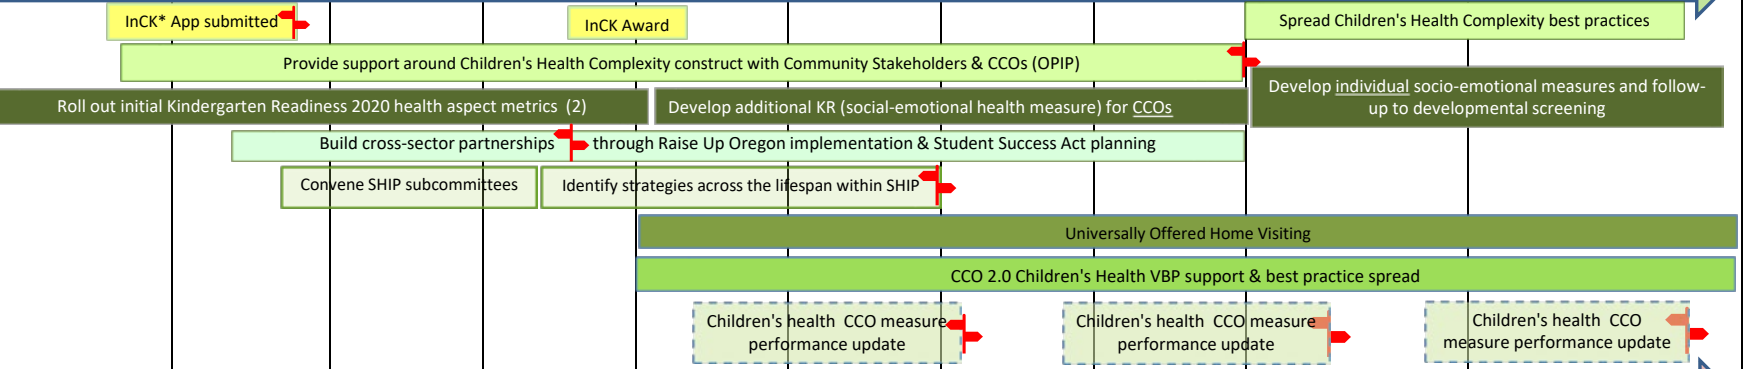 InCK* App submitted
InCK Award
Spread Children's Health Complexity best practices
Provide support around Children's Health Complexity construct with Community Stakeholders & CCOs (OPIP)
Roll out initial Kindergarten Readiness 2020 health aspect metrics (2)
Develop additional KR (social-emotional health measure) for CCOs
Develop individual socio-emotional measures and follow-
up to developmental screening
Build cross-sector partnerships through Raise Up Oregon implementation & Student Success Act planning
Convene SHIP subcommittees
Identify strategies across the lifespan within SHIP
Universally Offered Home Visiting
CCO 2.0 Children's Health VBP support & best practice spread
Children's health CCO measure
performance update
Children's health CCO measure
performance update
Children's health CCO
measure performance update